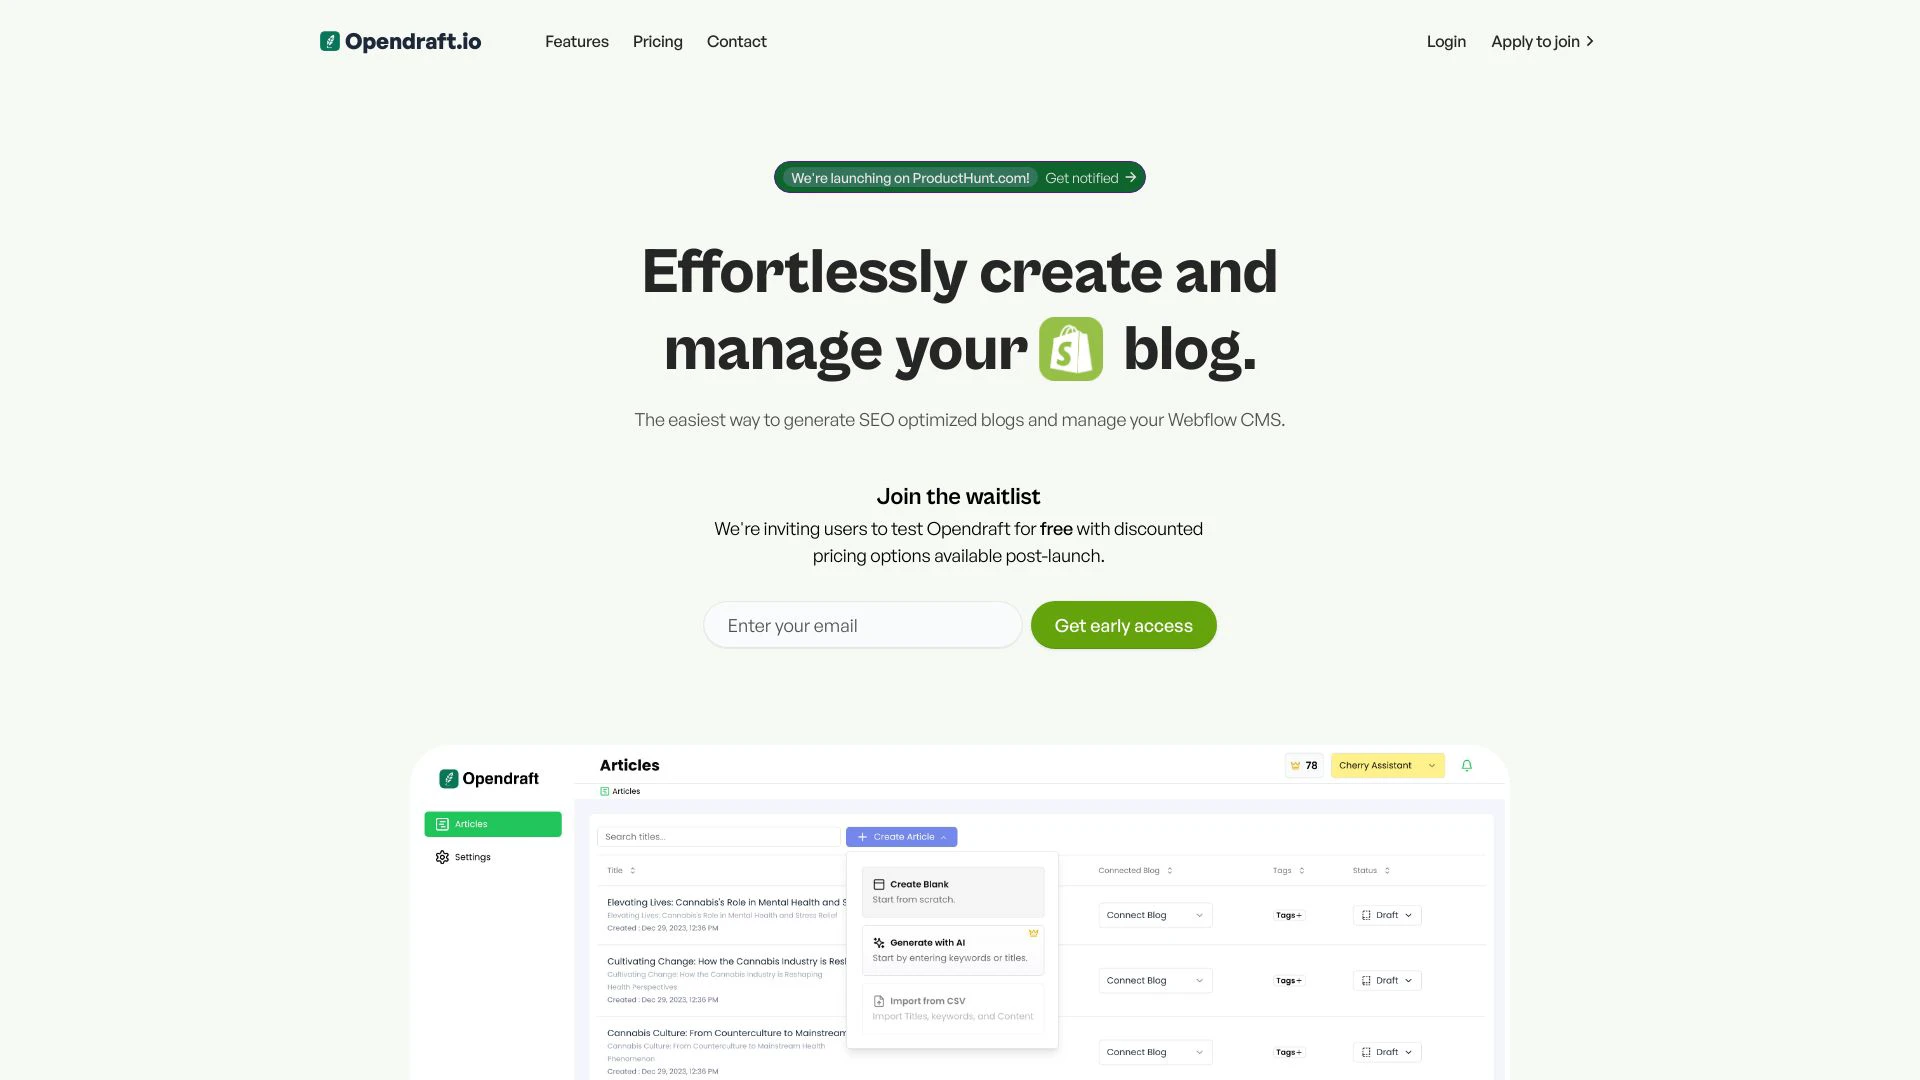 Opendraft.io
Features
Pricing
Contact
Login
Apply to join
We're launching on ProductHunt.com! Get notified
Effortlessly create and
manage your blog.
The easiest way to generate SEO optimized blogs and manage your Webflow CMS.
Join the waitlist
We're inviting users to test Opendraft for free with discounted
pricing options available post-launch.
Enter your email
Get early access
Opendraft
Articles
Settings
Articles
78
Cherry Assistant
Articles
Search titles...
Create Article
Title
Connected Blog
Tags
Status
Create Blank
Start from scratch.
Generate with AI
Start by entering keywords or titles.
Import from CSV
Import Titles, keywords, and Content
Elevating Lives: Cannabis's Role in Mental Health and S
Elevating Lives: Cannabis's Role in Mental Health and Stress Relief
Created : Dec 29, 2023, 12:36 PM
Connect Blog
Tags+
Draft
Cultivating Change: How the Cannabis Industry is Res
Cultivating Change: How the Cannabis Industry is Reshaping
Health Perspectives
Created : Dec 29, 2023, 12:36 PM
Connect Blog
Tags+
Draft
Cannabis Culture: From Counterculture to Mainstream
Cannabis Culture: From Counterculture to Mainstream Health
Phenomenon
Created : Dec 29, 2023, 12:36 PM
Connect Blog
Tags+
Draft